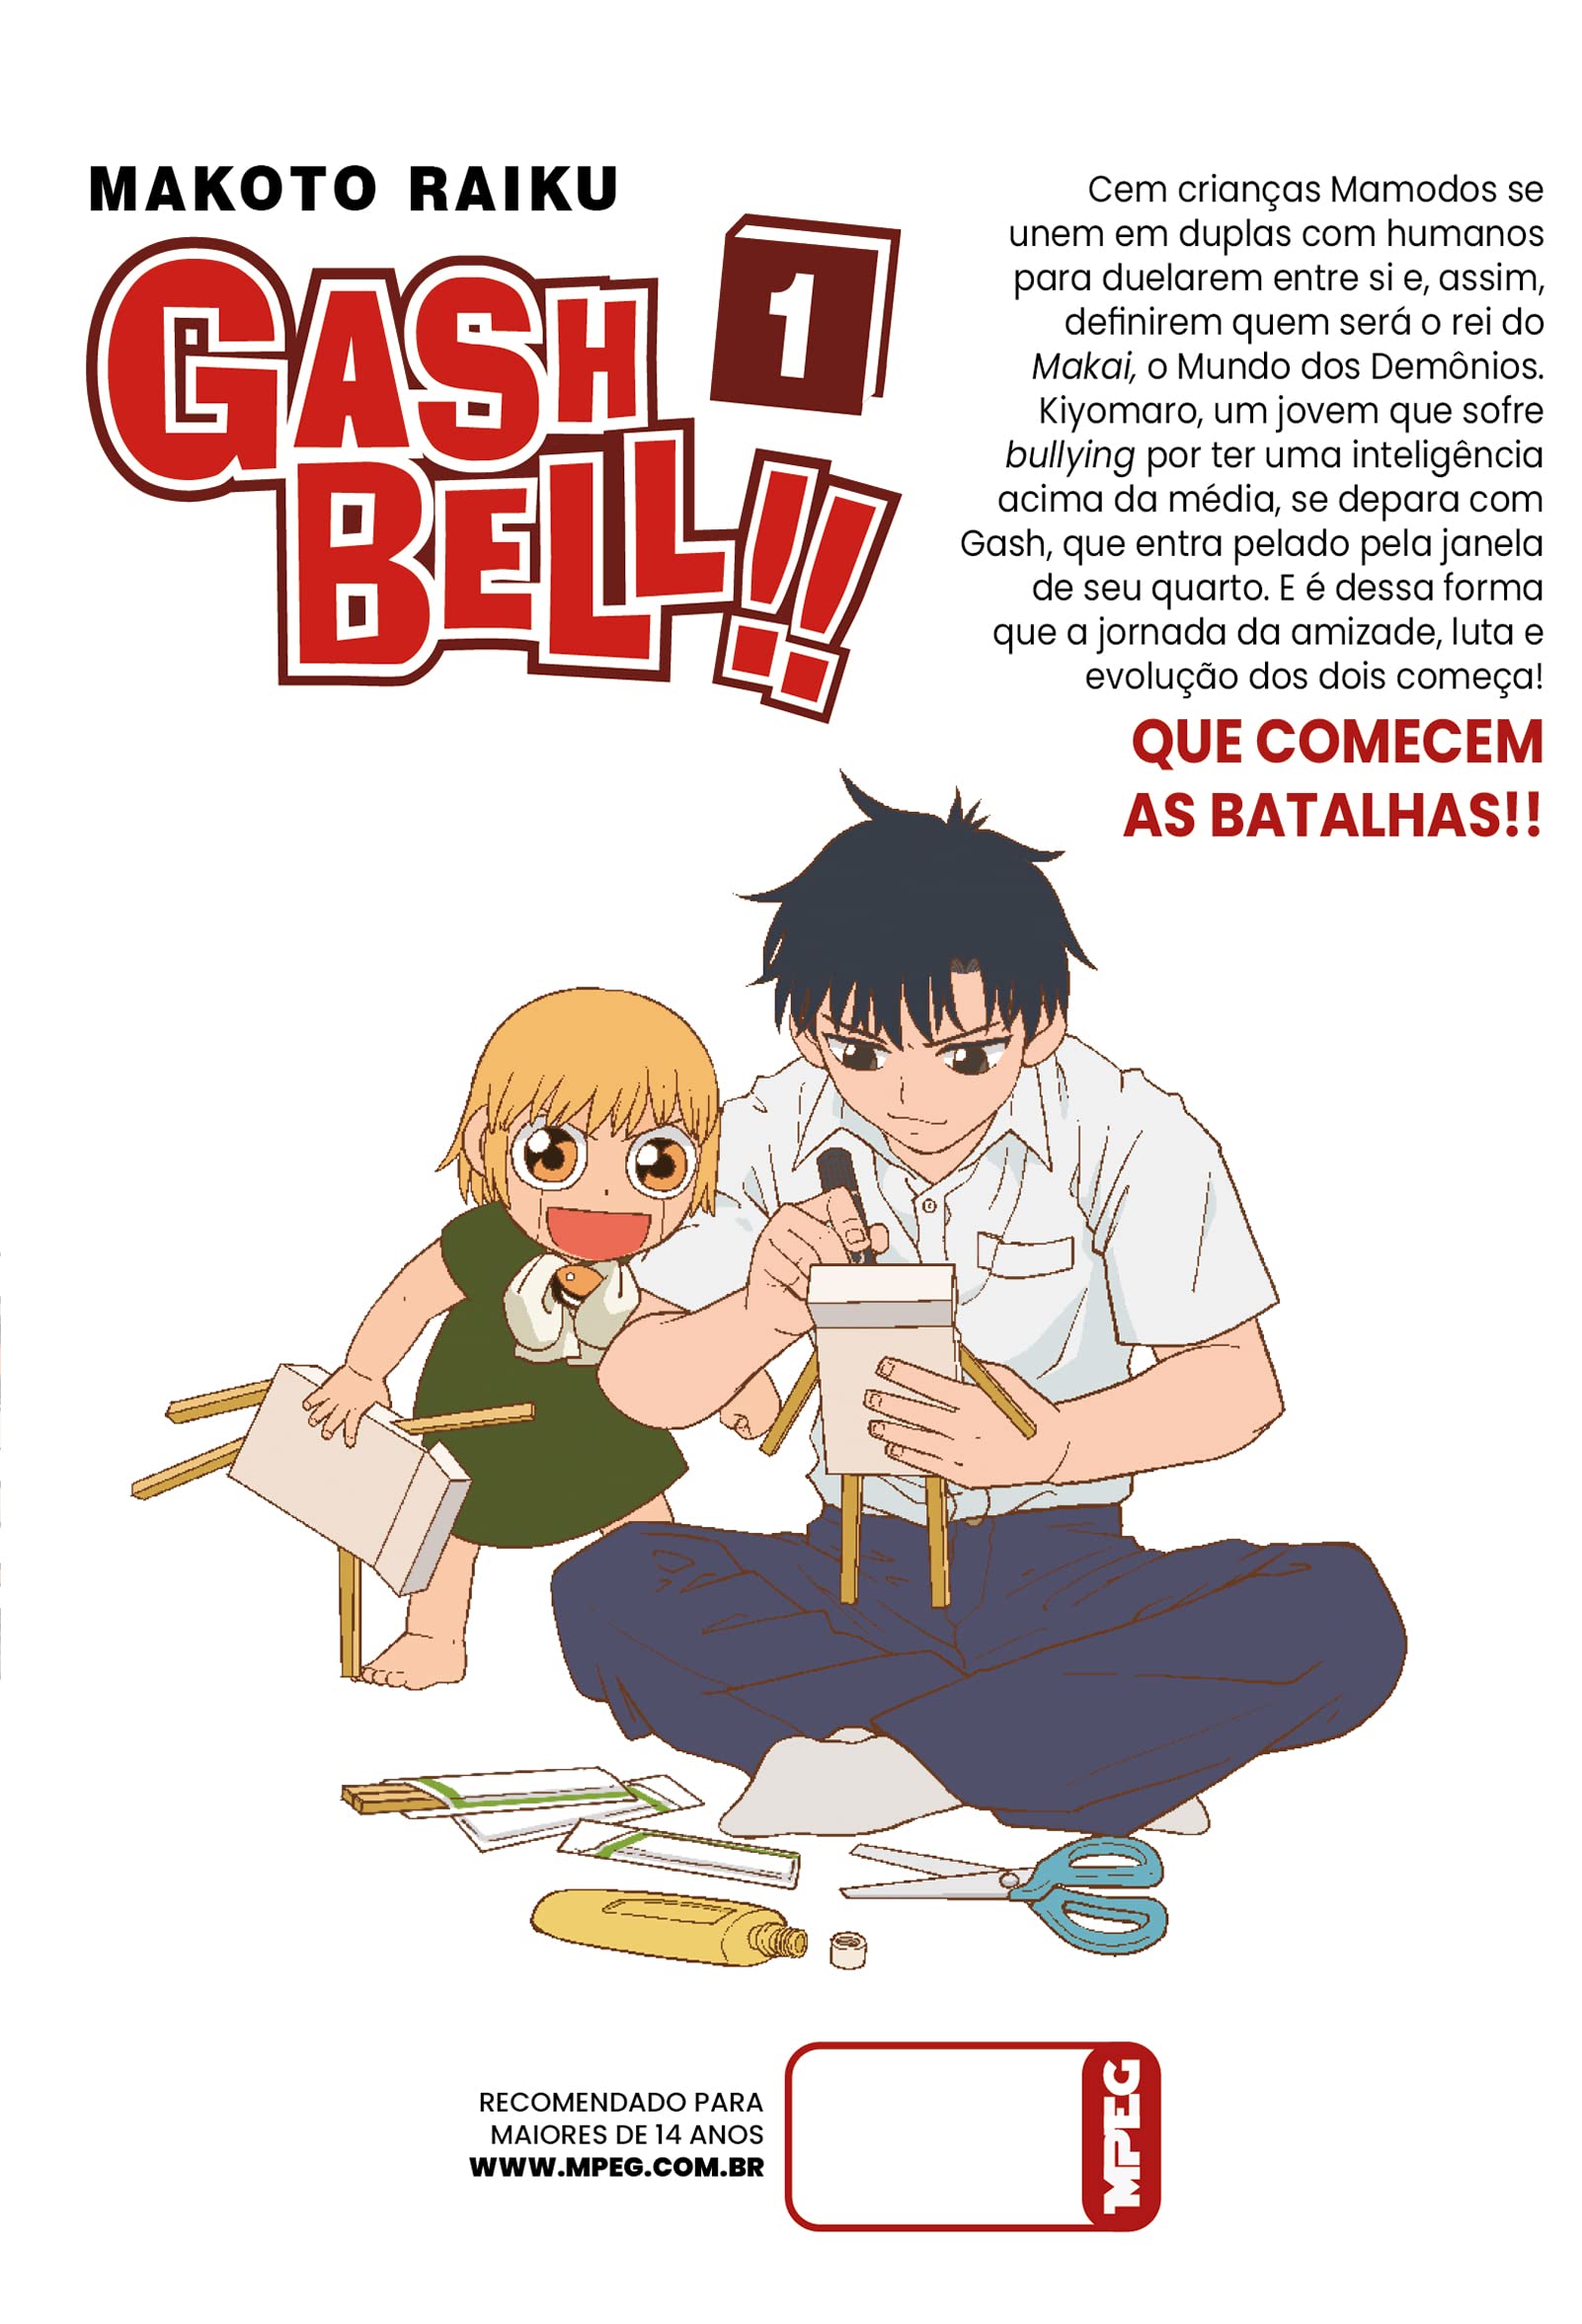 MAKOTO RAIKU
GASH
BELL!!
1
Cem crianças Mamodos se
unem em duplas com humanos
para duelarem entre si e, assim,
definirem quem será o rei do
Makai, o Mundo dos Demônios.
Kiyomaro, um jovem que sofre
bullying por ter uma inteligência
acima da média, se depara com
Gash, que entra pelado pela janela
de seu quarto. E é dessa forma
que a jornada da amizade, luta e
evolução dos dois começa!
QUE COMECEM
AS BATALHAS!!
RECOMENDADO PARA
MAIORES DE 14 ANOS
WWW.MPEG.COM.BR
MPEG